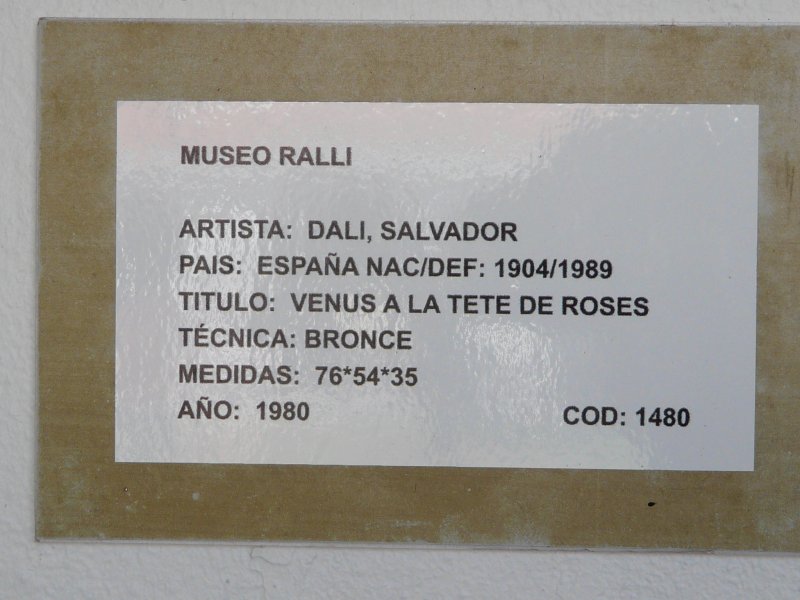 MUSEO RALLI
ARTISTA: DALI, SALVADOR
PAIS: ESPAÑA NAC/DEF: 1904/1989
TITULO: VENUS A LA TETE DE ROSES
TÉCNICA: BRONCE
MEDIDAS: 76*54*35
AÑO: 1980 COD: 1480